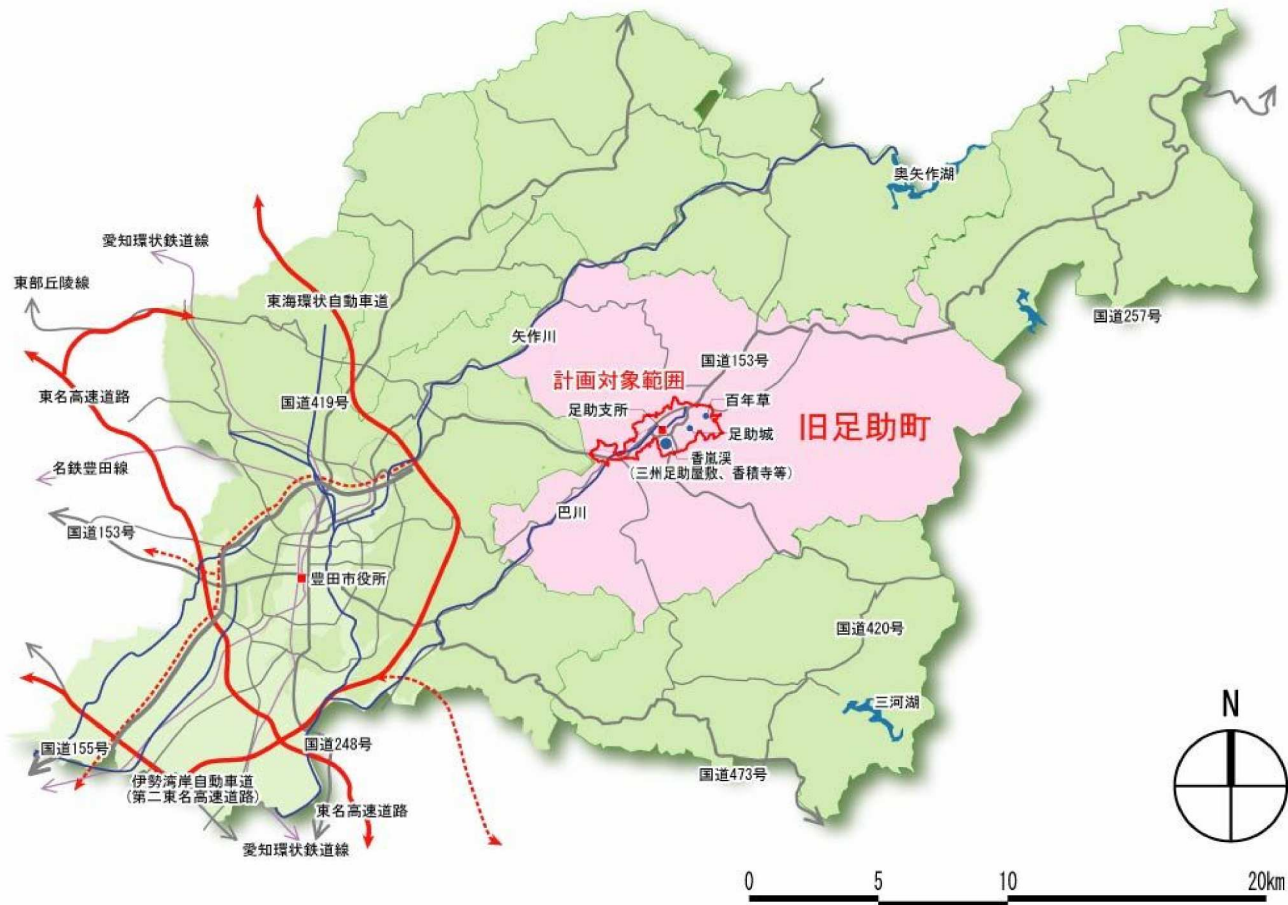 奥矢作湖
愛知環状鉄道線
東部丘陵線
東海環状自動車道
国道257号
矢作川
国道153号
計画対象範囲
東名高速道路
国道419号
足助支所
百年草
旧足助町
足助城
香嵐渓
(三州足助屋敷、香積寺等)
名鉄豊田線
巴川
国道153号
豊田市役所
国道420号
三河湖
N
国道155号
国道248号
伊勢湾岸自動車道
(第二東名高速道路)
国道473号
東名高速道路
愛知環状鉄道線
0 5 10 20km